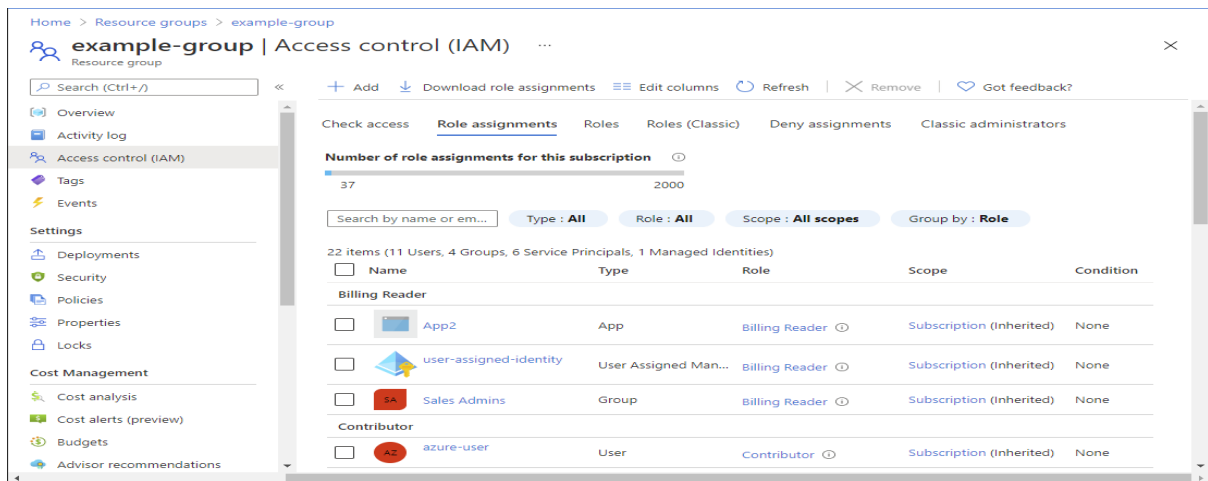 Home > Resource groups > example-group
example-group | Access control (IAM) ...
Resource group
Search (Ctrl+/)
«
Add
Download role assignments
Edit columns
Refresh
Remove
Got feedback?
Overview
Activity log
Access control (IAM)
Tags
Events
Settings
Deployments
Security
Policies
Properties
Locks
Cost Management
Cost analysis
Cost alerts (preview)
Budgets
Advisor recommendations
Check access Role assignments Roles Roles (Classic) Deny assignments Classic administrators
Number of role assignments for this subscription
37 2000
Search by name or em... Type : All Role : All Scope : All scopes Group by : Role
22 items (11 Users, 4 Groups, 6 Service Principals, 1 Managed Identities)
Name Type Role Scope Condition
Billing Reader
App2 App Billing Reader Subscription (Inherited) None
user-assigned-identity User Assigned Man... Billing Reader Subscription (Inherited) None
SA Sales Admins Group Billing Reader Subscription (Inherited) None
Contributor
AZ azure-user User Contributor Subscription (Inherited) None